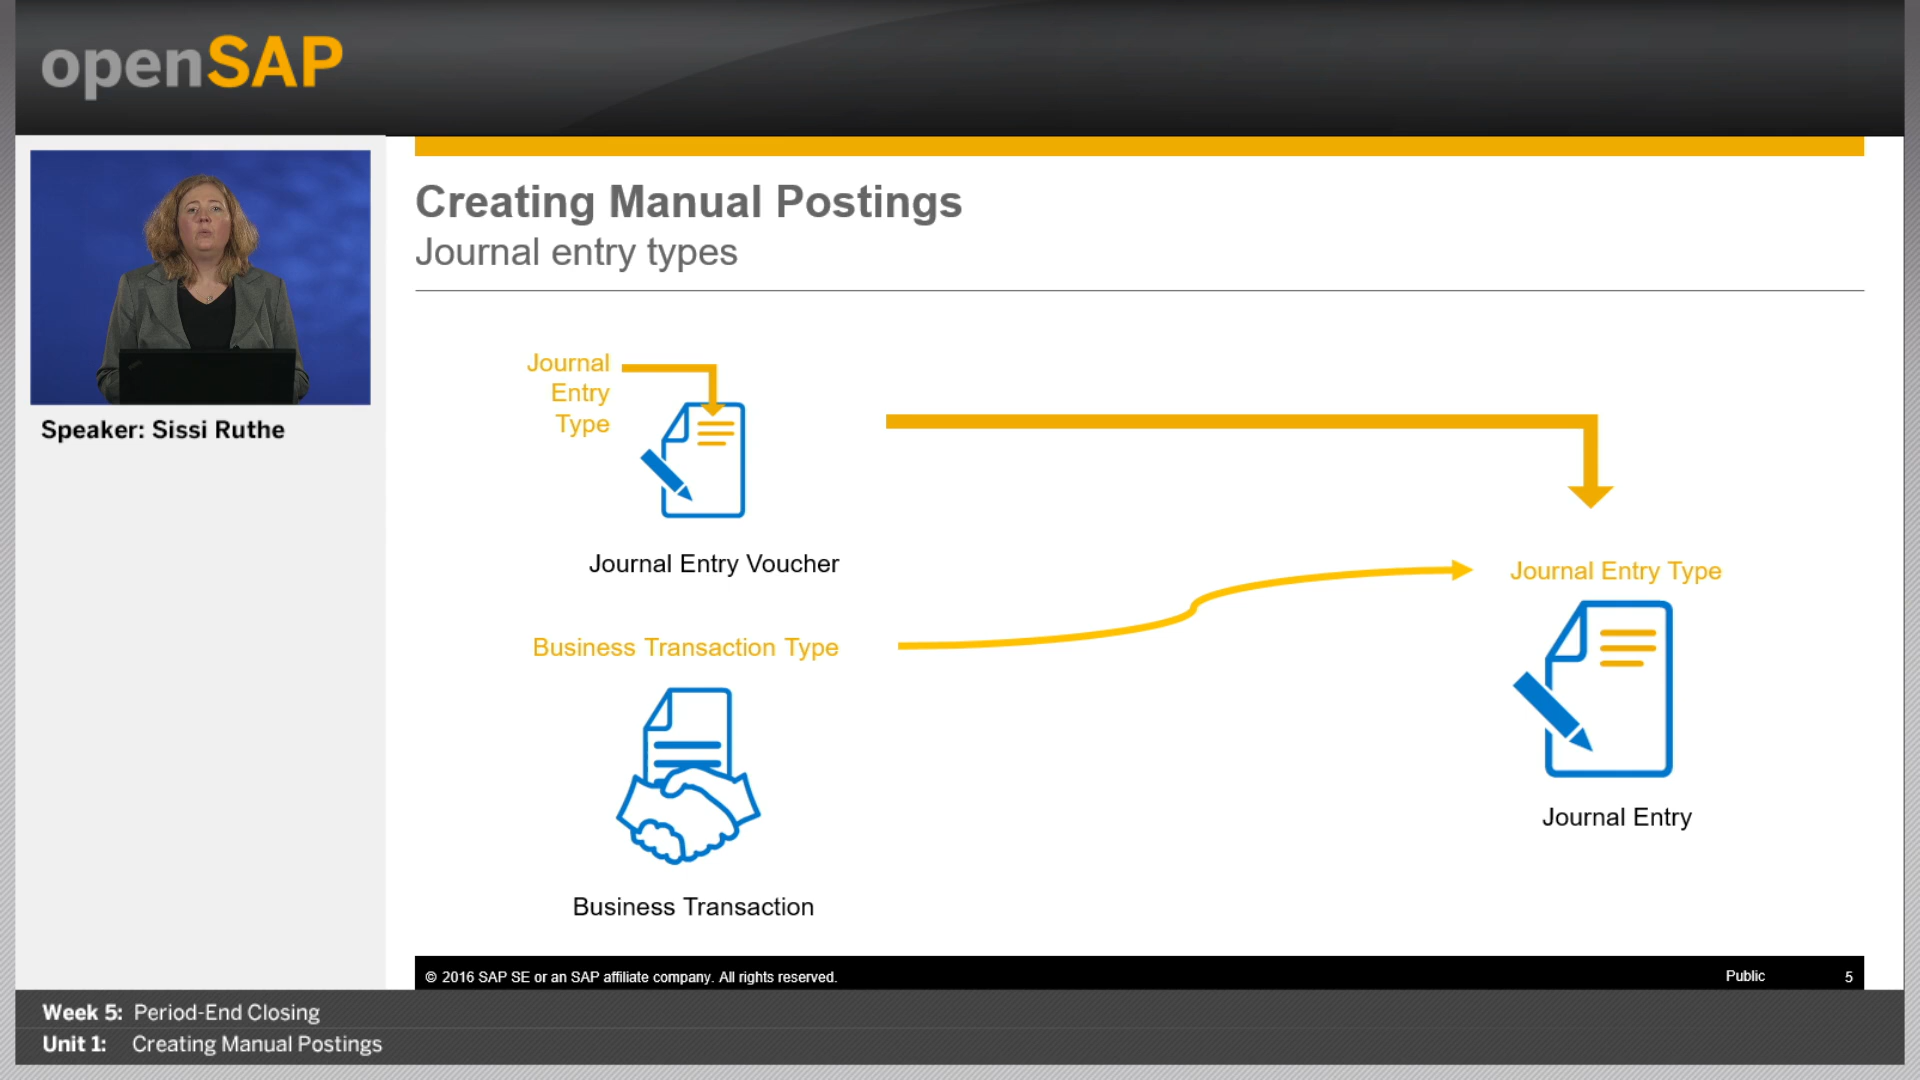 openSAP
Speaker: Sissi Ruthe
Creating Manual Postings
Journal entry types
Journal
Entry
Type
Journal Entry Voucher
Business Transaction Type
Business Transaction
Journal Entry Type
Journal Entry
© 2016 SAP SE or an SAP affiliate company. All rights reserved.
Public 5
Week 5: Period-End Closing
Unit 1: Creating Manual Postings